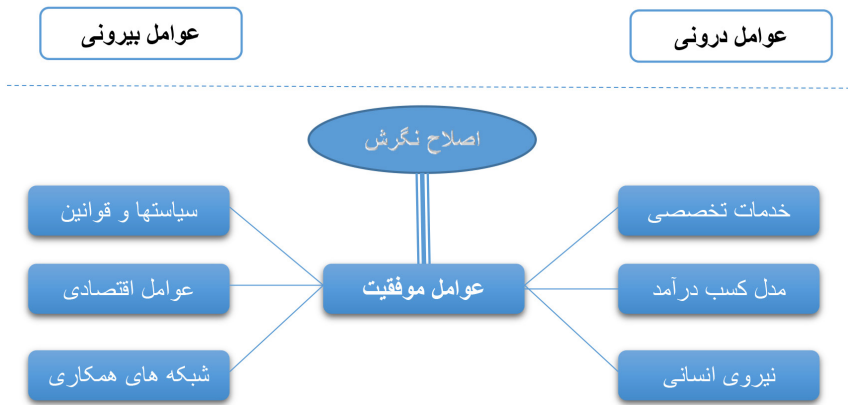 عوامل درونی
عوامل بیرونی
اصلاح نگرش
خدمات تخصصی
سیاستها و قوانین
مدل کسب درآمد
عوامل موفقیت
عوامل اقتصادی
نیروی انسانی
شبکه های همکاری